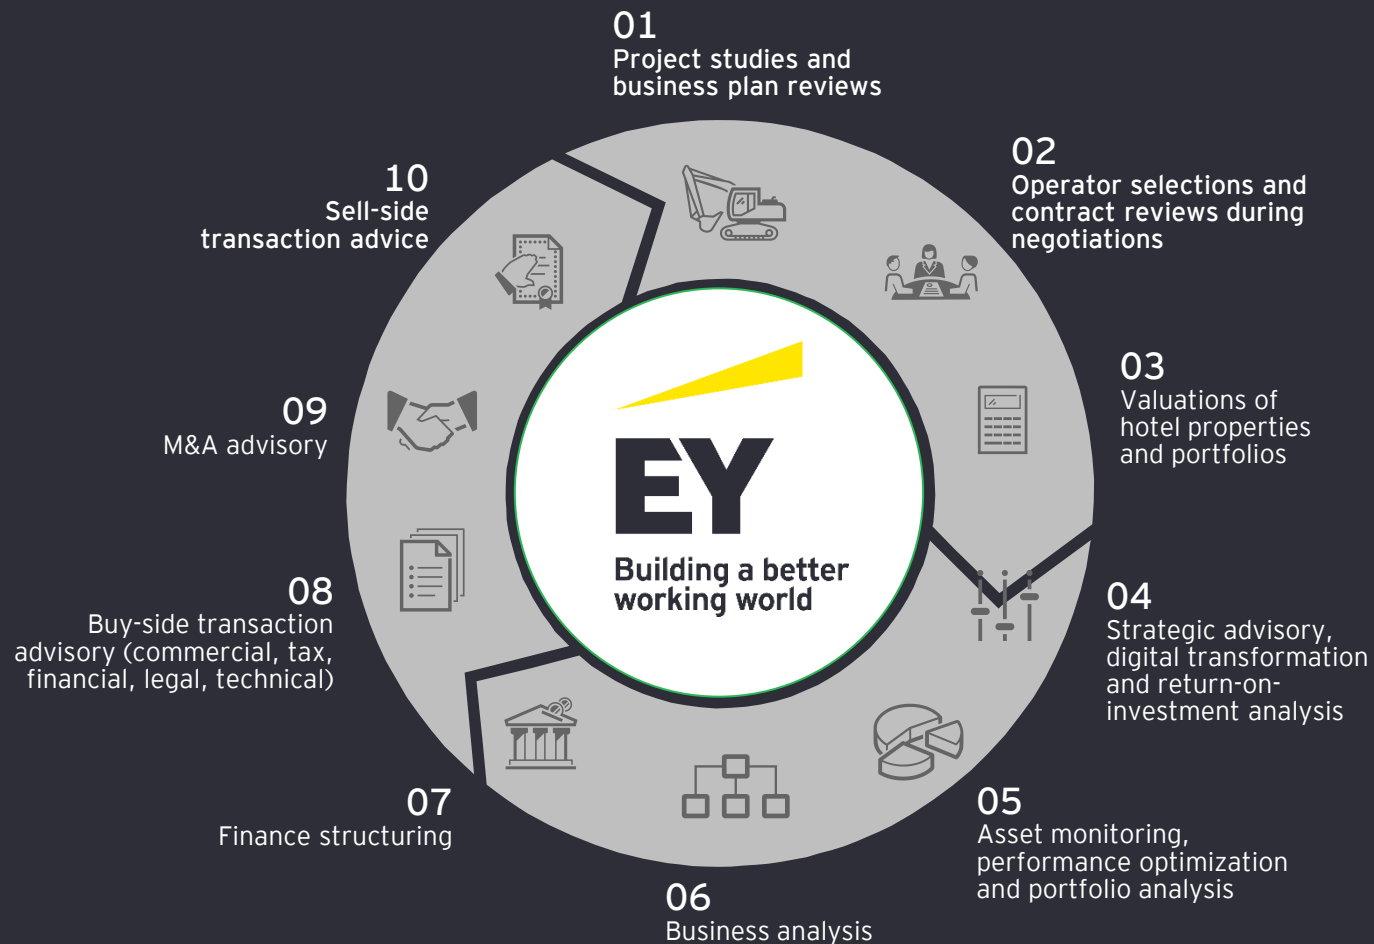 01
Project studies and
business plan reviews
02
Operator selections and
contract reviews during
negotiations
03
Valuations of
hotel properties
and portfolios
04
Strategic advisory,
digital transformation
and return-on-
investment analysis
05
Asset monitoring,
performance optimization
and portfolio analysis
06
Business analysis
07
Finance structuring
08
Buy-side transaction
advisory (commercial, tax,
financial, legal, technical)
09
M&A advisory
10
Sell-side
transaction advice
EY
Building a better
working world